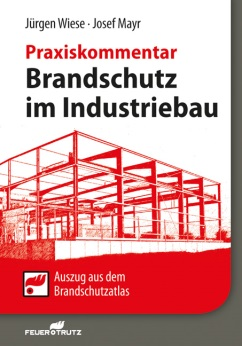 Jürgen Wiese · Josef Mayr
Praxiskommentar
Brandschutz
im Industriebau
Auszug aus dem
Brandschutzatlas
FEUERTRUTZ